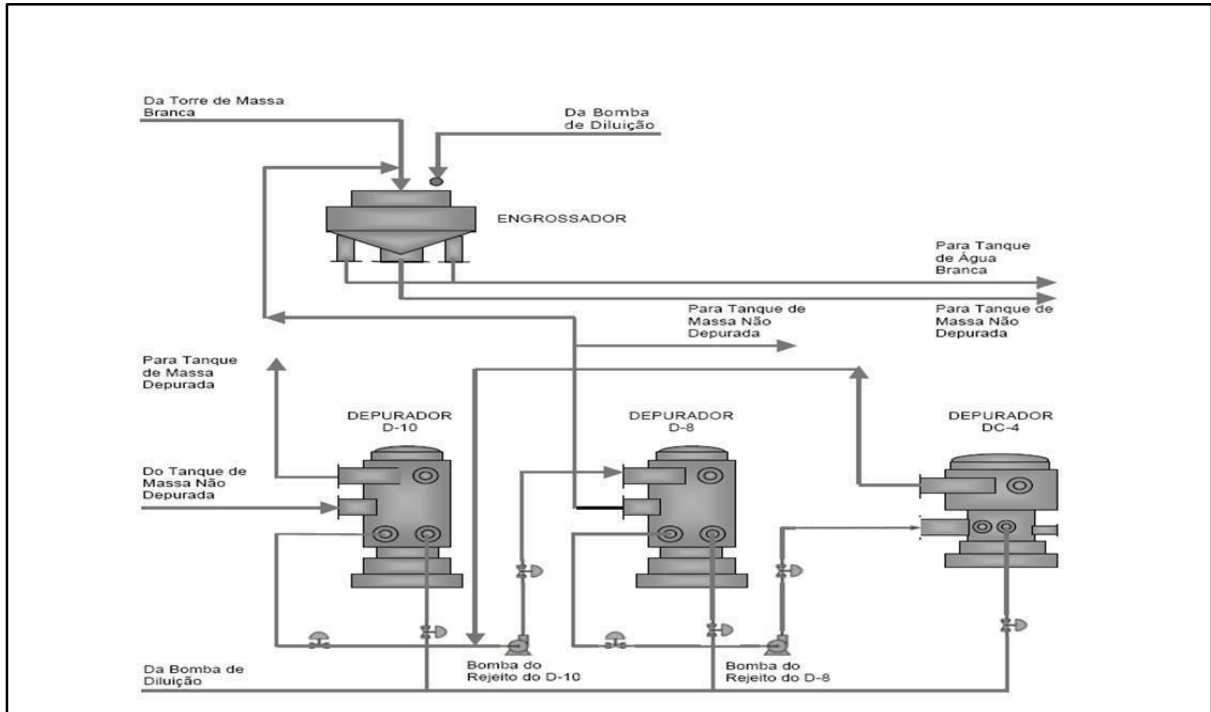 Da Torre de Massa
Branca
Da Bomba
de Diluição
ENGROSSADOR
Para Tanque
de Água
Branca
Para Tanque de
Massa Não
Depurada
Para Tanque de
Massa Não
Depurada
Para Tanque
de Massa
Depurada
DEPURADOR
D-10
DEPURADOR
D-8
DEPURADOR
DC-4
Do Tanque de
Massa Não
Depurada
Bomba do
Rejeito do D-10
Bomba do
Rejeito do D-8
Da Bomba de
Diluição